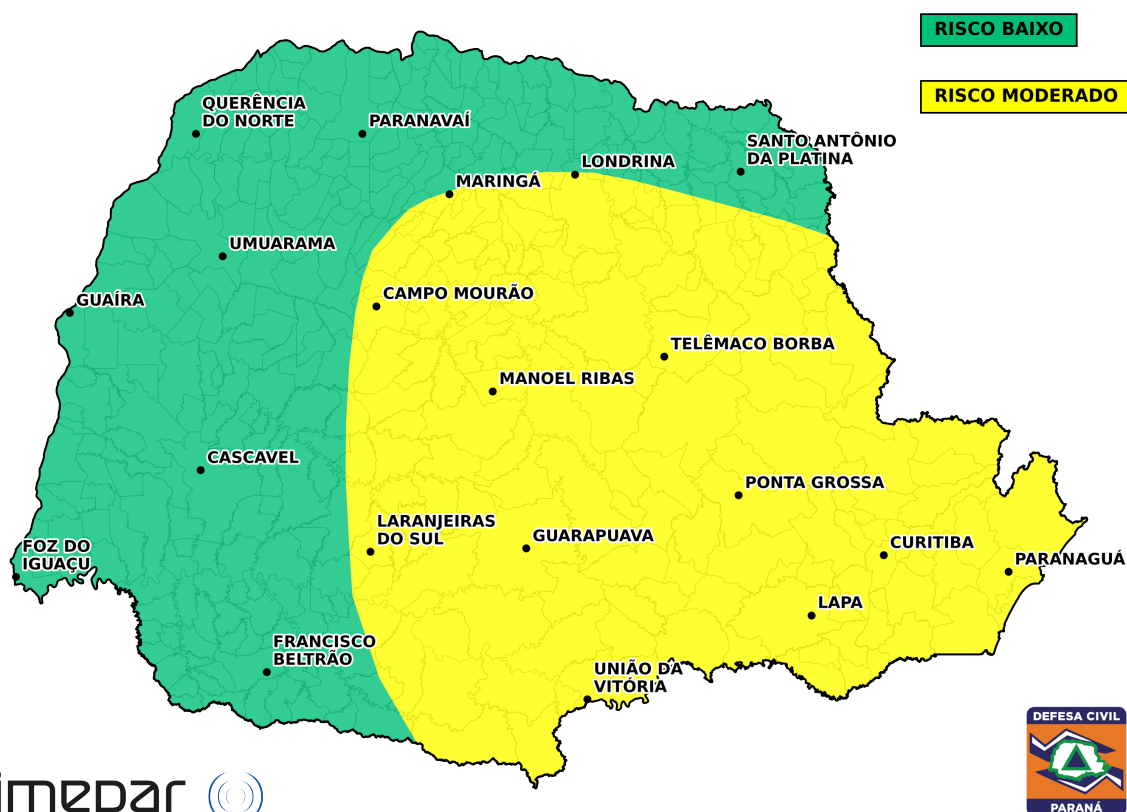 RISCO BAIXO
RISCO MODERADO
QUERÊNCIA
DO NORTE
PARANAVAÍ
SANTO ANTÔNIO
DA PLATINA
LONDRINA
MARINGÁ
UMUARAMA
CAMPO MOURÃO
GUAÍRA
TELÊMACO BORBA
MANOEL RIBAS
CASCAVEL
PONTA GROSSA
LARANJEIRAS
DO SUL
GUARAPUAVA
CURITIBA
FOZ DO
IGUAÇU
PARANAGUÁ
LAPA
FRANCISCO
BELTRÃO
UNIÃO DA
VITÓRIA
DEFESA CIVIL
PARANÁ
imepar